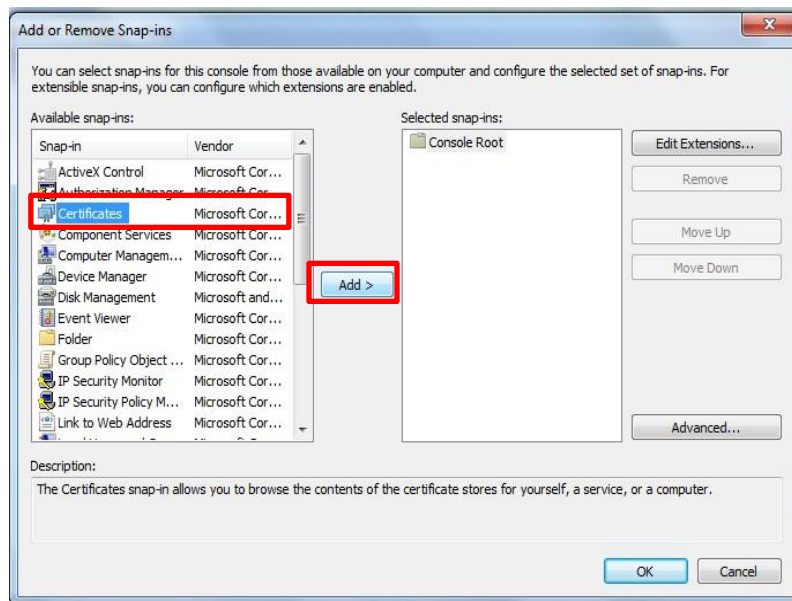 Add or Remove Snap-ins
You can select snap-ins for this console from those available on your computer and configure the selected set of snap-ins. For
extensible snap-ins, you can configure which extensions are enabled.
Available snap-ins:
Selected snap-ins:
Snap-in Vendor
ActiveX Control Microsoft Cor...
Authorization Manager Microsoft Cor...
Certificates Microsoft Cor...
Component Services Microsoft Cor...
Computer Managem... Microsoft Cor...
Device Manager Microsoft Cor...
Disk Management Microsoft and...
Event Viewer Microsoft Cor...
Folder Microsoft Cor...
Group Policy Object ... Microsoft Cor...
IP Security Monitor Microsoft Cor...
IP Security Policy M... Microsoft Cor...
Link to Web Address Microsoft Cor...
Add >
Console Root
Edit Extensions...
Remove
Move Up
Move Down
Advanced...
Description:
The Certificates snap-in allows you to browse the contents of the certificate stores for yourself, a service, or a computer.
OK
Cancel